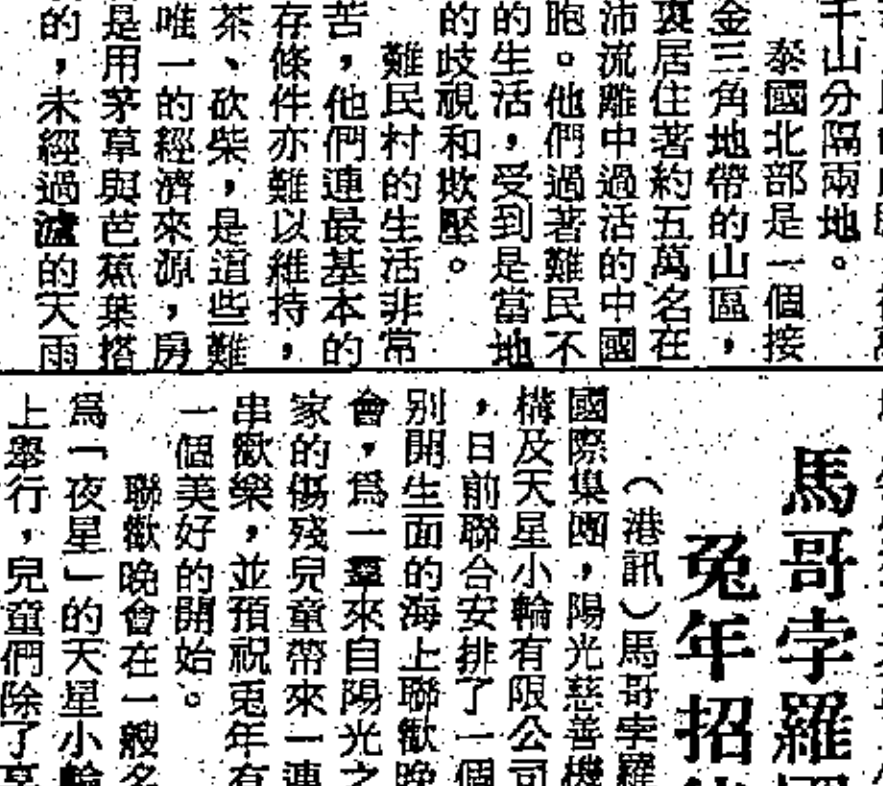 千山分隔兩地。
泰國北部是一個接
金三角地帶的山區，
裏居住著約五萬名在
沛流離中過活的中國
胞。他們過著難民不
的生活，受到是當地
的歧視和欺壓。
難民村的生活非常
苦，他們連最基本的
存條件亦難以維持，
茶、砍柴，是這些難
唯一的經濟來源，房
是用茅草與芭蕉葉搭
的，未經過濾的天雨
馬哥孛羅
兔年招
（港訊）馬哥孛羅
國際集團，陽光慈善機
構及天星小輪有限公司
，日前聯合安排了一個
別開生面的海上聯歡晚
會，爲一羣來自陽光之
家的傷殘兒童帶來一連
串歡樂，並預祝兎年有
一個美好的開始。
聯歡晚會在一艘名
爲「夜星」的天星小輪
上舉行，兒童們除了享